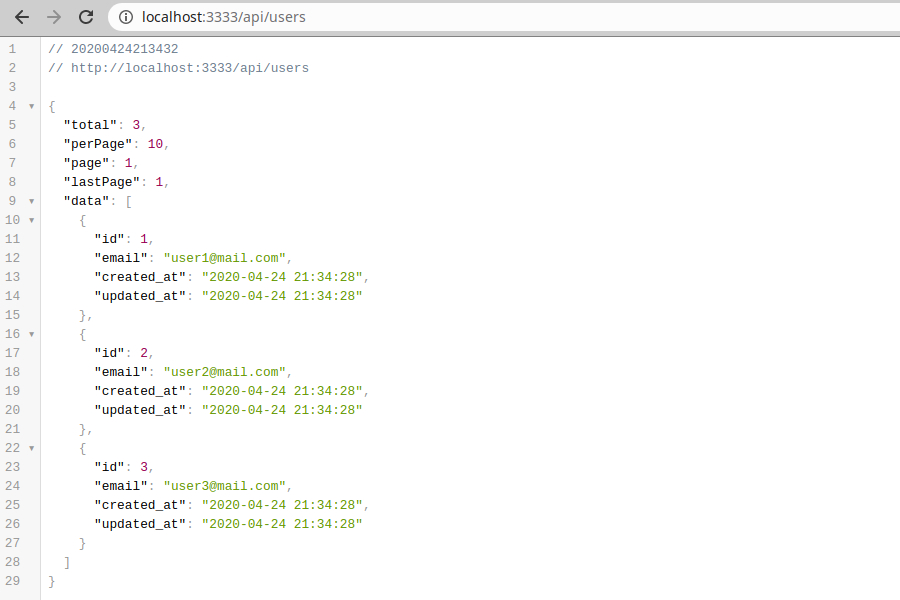 localhost:3333/api/users
1 // 20200424213432
2 // http://localhost:3333/api/users
3
4 {
5 "total": 3,
6 "perPage": 10,
7 "page": 1,
8 "lastPage": 1,
9 "data": [
10 {
11 "id": 1,
12 "email": "user1@mail.com",
13 "created_at": "2020-04-24 21:34:28",
14 "updated_at": "2020-04-24 21:34:28"
15 },
16 {
17 "id": 2,
18 "email": "user2@mail.com",
19 "created_at": "2020-04-24 21:34:28",
20 "updated_at": "2020-04-24 21:34:28"
21 },
22 {
23 "id": 3,
24 "email": "user3@mail.com",
25 "created_at": "2020-04-24 21:34:28",
26 "updated_at": "2020-04-24 21:34:28"
27 }
28 ]
29 }